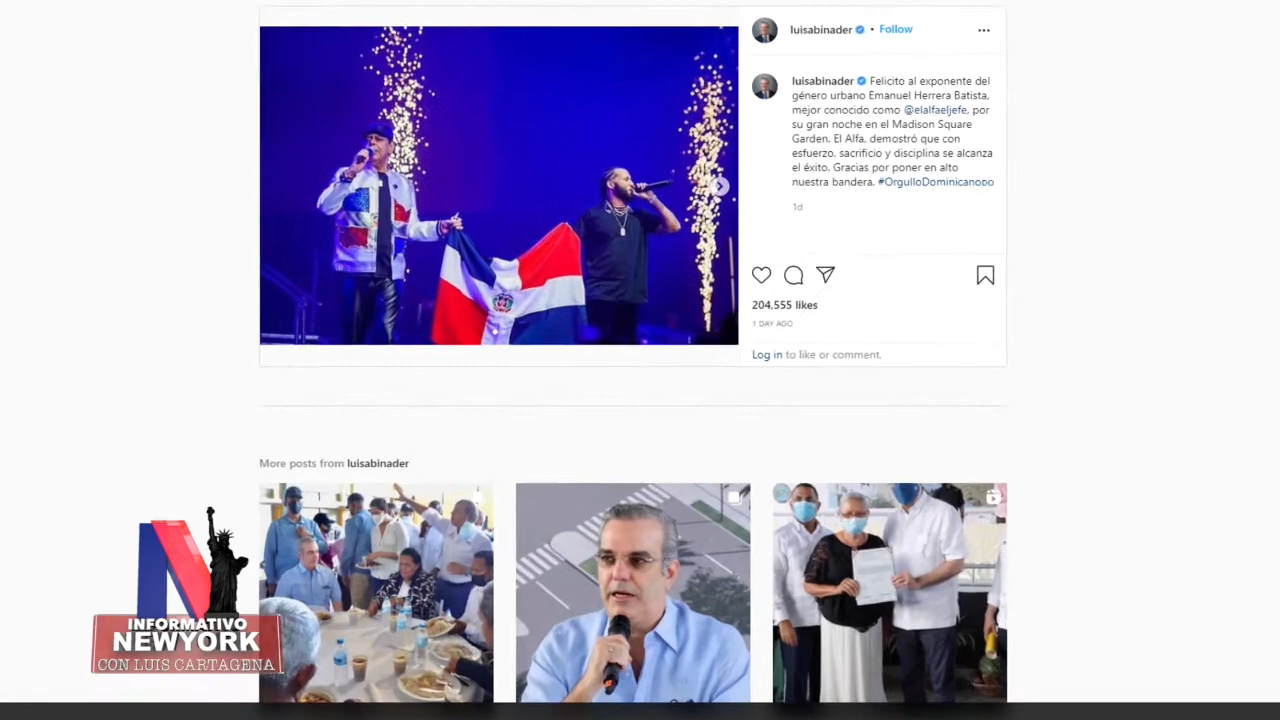 luisabinader • Follow
luisabinader Felicito al exponente del
género urbano Emanuel Herrera Batista,
mejor conocido como @elalfaeljefe, por
su gran noche en el Madison Square
Garden. El Alfa, demostró que con
esfuerzo, sacrificio y disciplina se alcanza
el éxito. Gracias por poner en alto
nuestra bandera. #OrgulloDominicano
1d
204,555 likes
1 DAY AGO
Log in to like or comment.
More posts from luisabinader
INFORMATIVO
NEWYORK
CON LUIS CARTAGENA